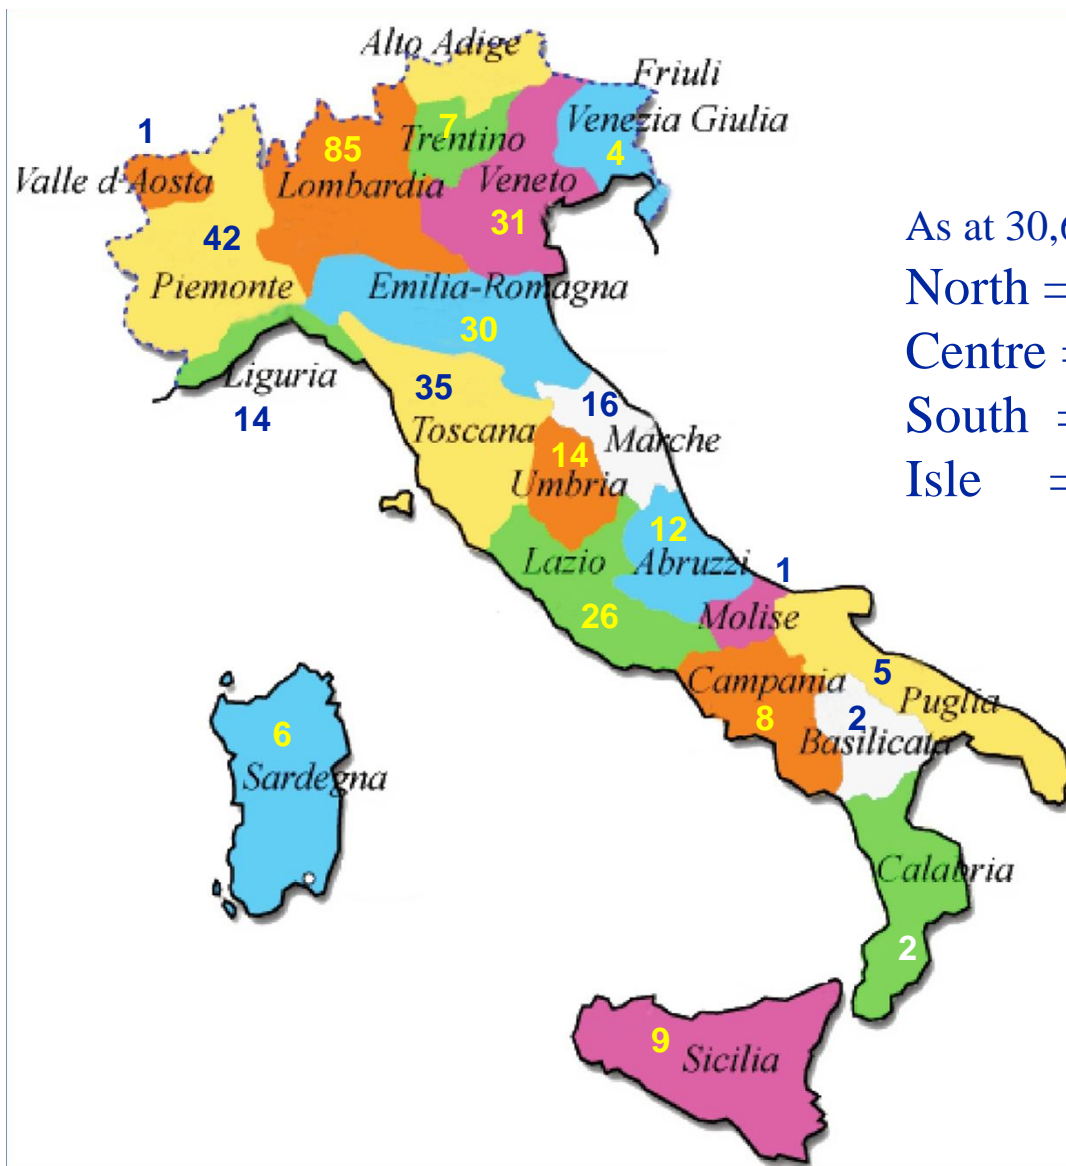 Alto Adige
Friuli
Venezia Giulia
1
85
7
Trentino
4
Valle d'Aosta
Lombardia
Veneto
31
42
As at 30,6
Piemonte
Emilia-Romagna
North =
30
Centre =
Liguria
35
14
Toscana
16
Marche
South =
14
Umbria
Isle =
12
Lazio
Abruzzi
1
26
Molise
Campania
5
Puglia
8
2
Basilicata
6
Sardegna
Calabria
2
9
Sicilia